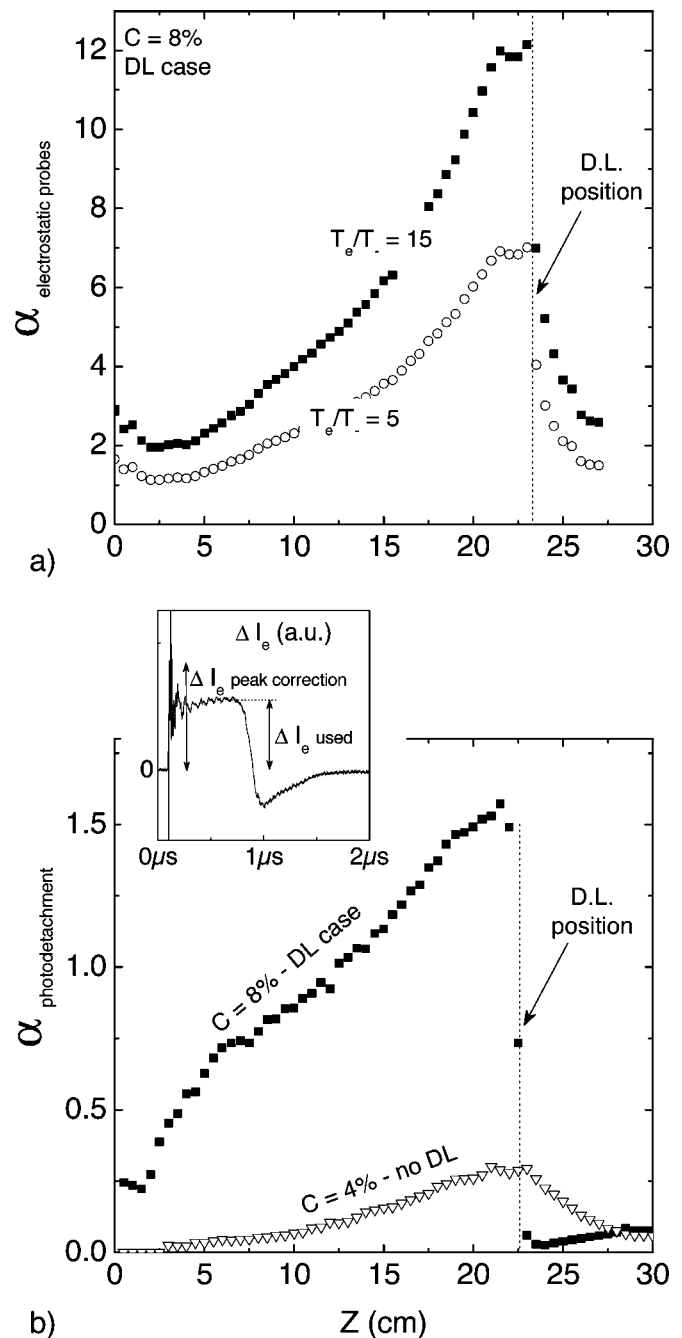 C = 8%
DL case
12
10
8
6
4
2
0
α electrostatic probes
T_e/T_- = 15
T_e/T_- = 5
D.L.
position
0 5 10 15 20 25 30
a)
Δ I_e (a.u.)
Δ I_e peak correction
Δ I_e used
0
0µs 1µs 2µs
1.5
1.0
0.5
0.0
α photodetachment
C = 8% - DL case
D.L.
position
C = 4% - no DL
0 5 10 15 20 25 30
b) Z (cm)